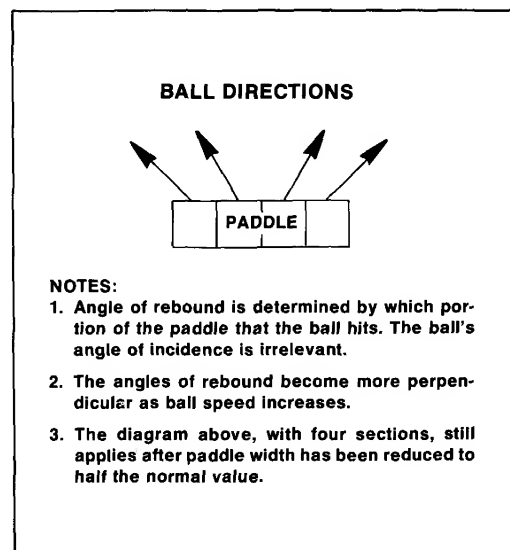 BALL DIRECTIONS
PADDLE
NOTES:
1. Angle of rebound is determined by which por-
tion of the paddle that the ball hits. The ball's
angle of incidence is irrelevant.
2. The angles of rebound become more perpen-
dicular as ball speed increases.
3. The diagram above, with four sections, still
applies after paddle width has been reduced to
half the normal value.